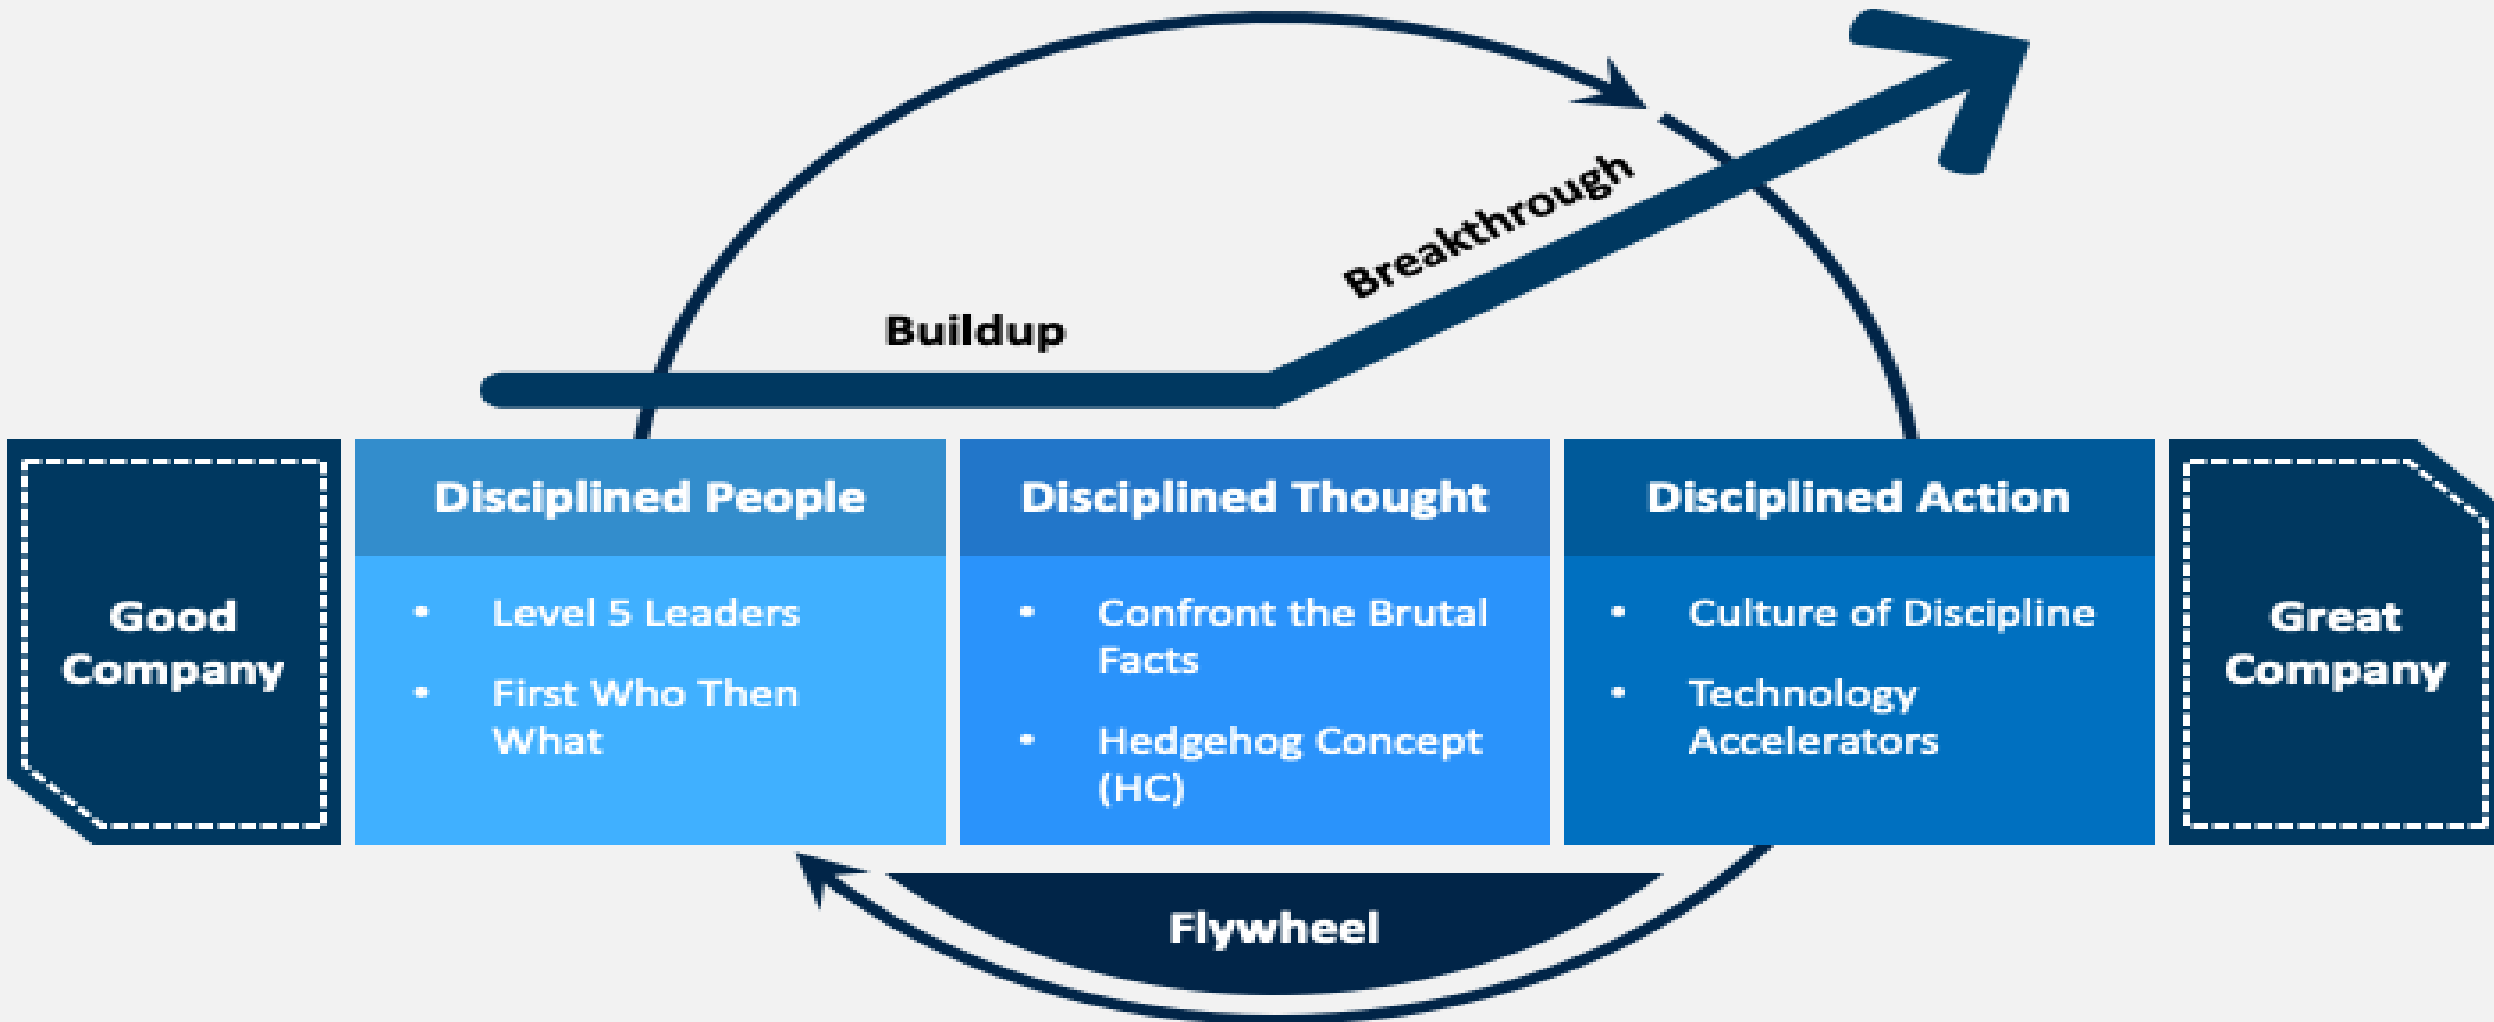 Breakthrough
Buildup
Good
Company
Disciplined People
• Level 5 Leaders
• First Who Then
What
Disciplined Thought
• Confront the Brutal
Facts
• Hedgehog Concept
(HC)
Disciplined Action
• Culture of Discipline
• Technology
Accelerators
Great
Company
Flywheel